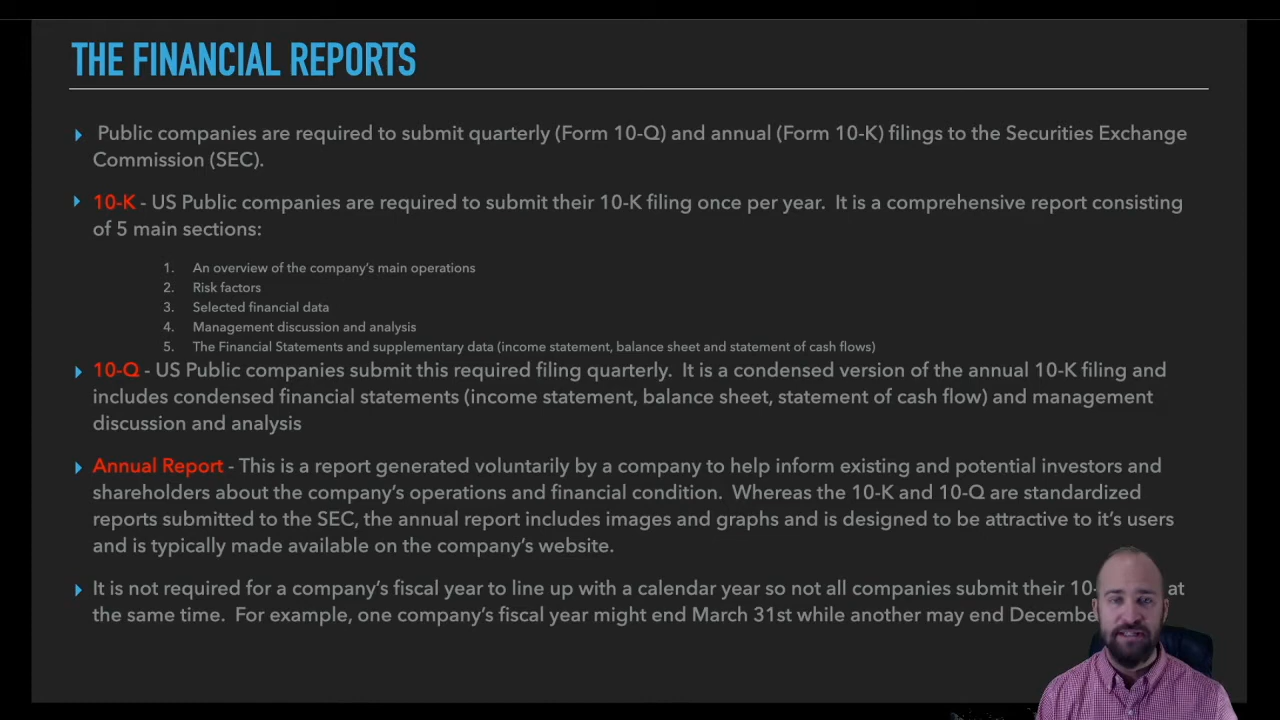 THE FINANCIAL REPORTS
Public companies are required to submit quarterly (Form 10-Q) and annual (Form 10-K) filings to the Securities Exchange
Commission (SEC).
10-K - US Public companies are required to submit their 10-K filing once per year. It is a comprehensive report consisting
of 5 main sections:
1. An overview of the company's main operations
2. Risk factors
3. Selected financial data
4. Management discussion and analysis
5. The Financial Statements and supplementary data (income statement, balance sheet and statement of cash flows)
10-Q - US Public companies submit this required filing quarterly. It is a condensed version of the annual 10-K filing and
includes condensed financial statements (income statement, balance sheet, statement of cash flow) and management
discussion and analysis
Annual Report - This is a report generated voluntarily by a company to help inform existing and potential investors and
shareholders about the company's operations and financial condition. Whereas the 10-K and 10-Q are standardized
reports submitted to the SEC, the annual report includes images and graphs and is designed to be attractive to it's users
and is typically made available on the company's website.
It is not required for a company's fiscal year to line up with a calendar year so not all companies submit their 10- at
the same time. For example, one company's fiscal year might end March 31st while another may end Decembe